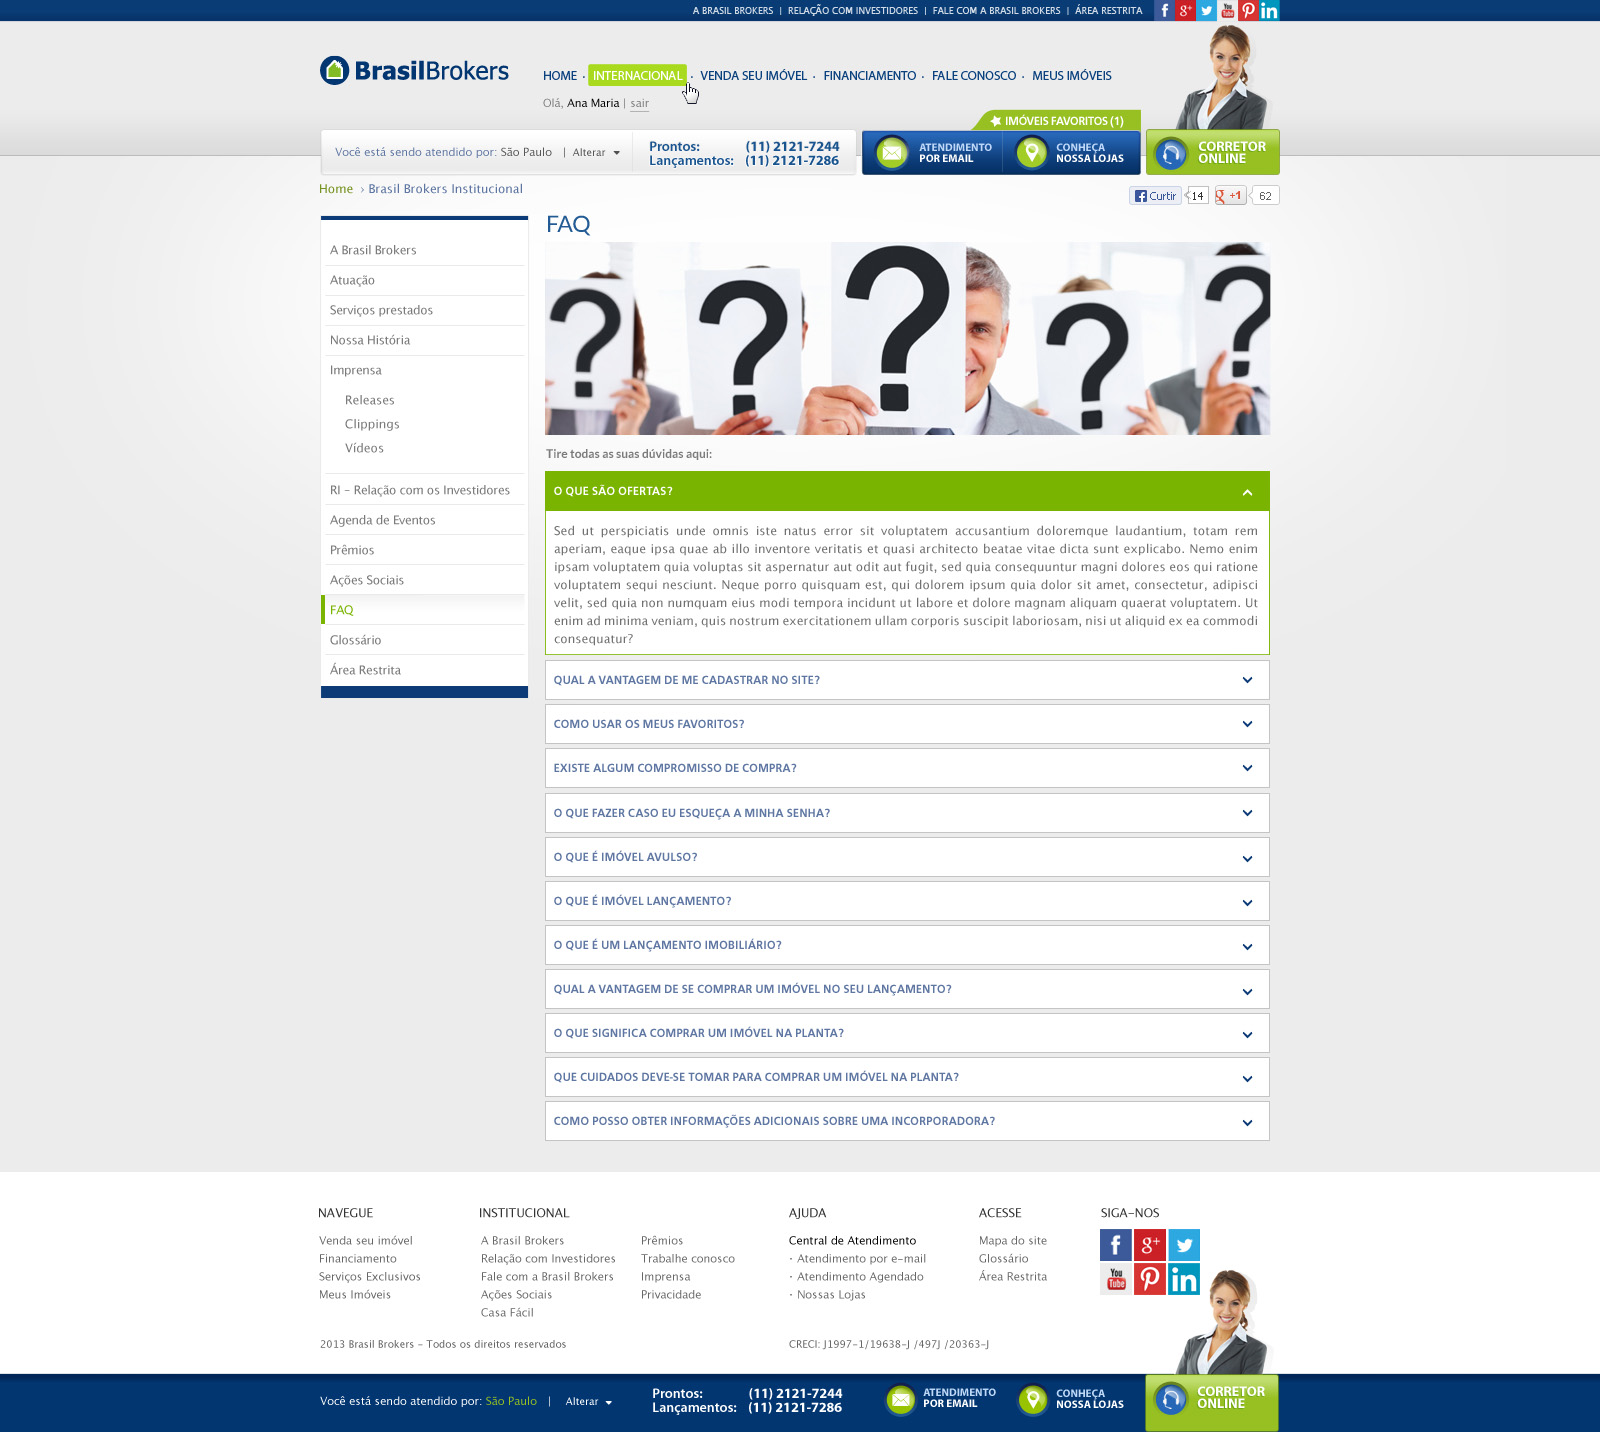 A BRASIL BROKERS | RELAÇÃO COM INVESTIDORES | FALE COM A BRASIL BROKERS | ÁREA RESTRITA
BrasilBrokers
HOME · INTERNACIONAL · VENDA SEU IMÓVEL · FINANCIAMENTO · FALE CONOSCO · MEUS IMÓVEIS
Olá, Ana Maria | sair
IMÓVEIS FAVORITOS (1)
Você está sendo atendido por: São Paulo | Alterar
Prontos: (11) 2121-7244
Lançamentos: (11) 2121-7286
ATENDIMENTO
POR EMAIL
CONHEÇA
NOSSA LOJAS
CORRETOR
ONLINE
Home › Brasil Brokers Institucional
Curtir 14 +1 62
A Brasil Brokers
Atuação
Serviços prestados
Nossa História
Imprensa
Releases
Clippings
Vídeos
RI - Relação com os Investidores
Agenda de Eventos
Prêmios
Ações Sociais
FAQ
Glossário
Área Restrita
FAQ
? ? ? ? ?
Tire todas as suas dúvidas aqui:
O QUE SÃO OFERTAS?
Sed ut perspiciatis unde omnis iste natus error sit voluptatem accusantium doloremque laudantium, totam rem
aperiam, eaque ipsa quae ab illo inventore veritatis et quasi architecto beatae vitae dicta sunt explicabo. Nemo enim
ipsam voluptatem quia voluptas sit aspernatur aut odit aut fugit, sed quia consequuntur magni dolores eos qui ratione
voluptatem sequi nesciunt. Neque porro quisquam est, qui dolorem ipsum quia dolor sit amet, consectetur, adipisci
velit, sed quia non numquam eius modi tempora incidunt ut labore et dolore magnam aliquam quaerat voluptatem. Ut
enim ad minima veniam, quis nostrum exercitationem ullam corporis suscipit laboriosam, nisi ut aliquid ex ea commodi
consequatur?
QUAL A VANTAGEM DE ME CADASTRAR NO SITE?
COMO USAR OS MEUS FAVORITOS?
EXISTE ALGUM COMPROMISSO DE COMPRA?
O QUE FAZER CASO EU ESQUEÇA A MINHA SENHA?
O QUE É IMÓVEL AVULSO?
O QUE É IMÓVEL LANÇAMENTO?
O QUE É UM LANÇAMENTO IMOBILIÁRIO?
QUAL A VANTAGEM DE SE COMPRAR UM IMÓVEL NO SEU LANÇAMENTO?
O QUE SIGNIFICA COMPRAR UM IMÓVEL NA PLANTA?
QUE CUIDADOS DEVE-SE TOMAR PARA COMPRAR UM IMÓVEL NA PLANTA?
COMO POSSO OBTER INFORMAÇÕES ADICIONAIS SOBRE UMA INCORPORADORA?
NAVEGUE
Venda seu imóvel
Financiamento
Serviços Exclusivos
Meus Imóveis
INSTITUCIONAL
A Brasil Brokers
Relação com Investidores
Fale com a Brasil Brokers
Ações Sociais
Casa Fácil
Prêmios
Trabalhe conosco
Imprensa
Privacidade
AJUDA
Central de Atendimento
· Atendimento por e-mail
· Atendimento Agendado
· Nossas Lojas
ACESSE
Mapa do site
Glossário
Área Restrita
SIGA-NOS
You Tube
2013 Brasil Brokers - Todos os direitos reservados
CRECI: J1997-1/19638-J /497J /20363-J
Você está sendo atendido por: São Paulo | Alterar
Prontos: (11) 2121-7244
Lançamentos: (11) 2121-7286
ATENDIMENTO
POR EMAIL
CONHEÇA
NOSSA LOJAS
CORRETOR
ONLINE